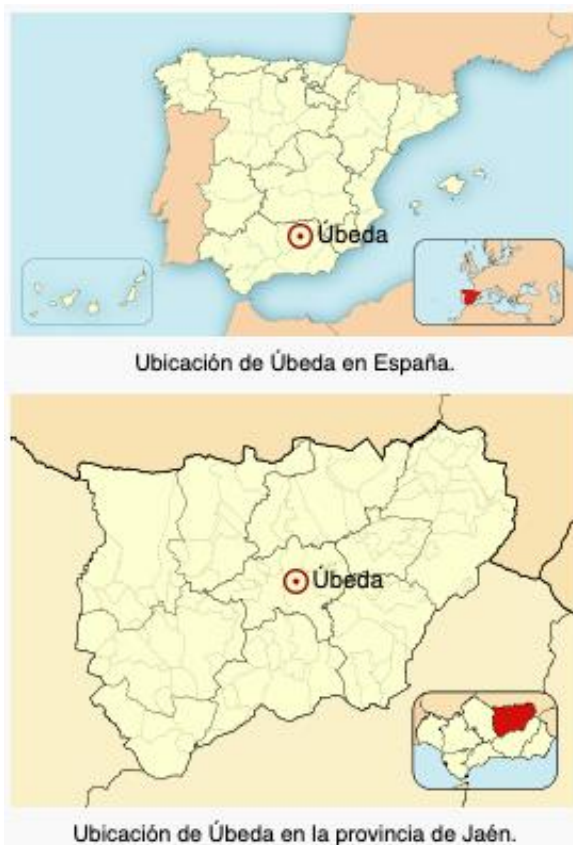 Úbeda
Ubicación de Úbeda en España.
Úbeda
Ubicación de Úbeda en la provincia de Jaén.